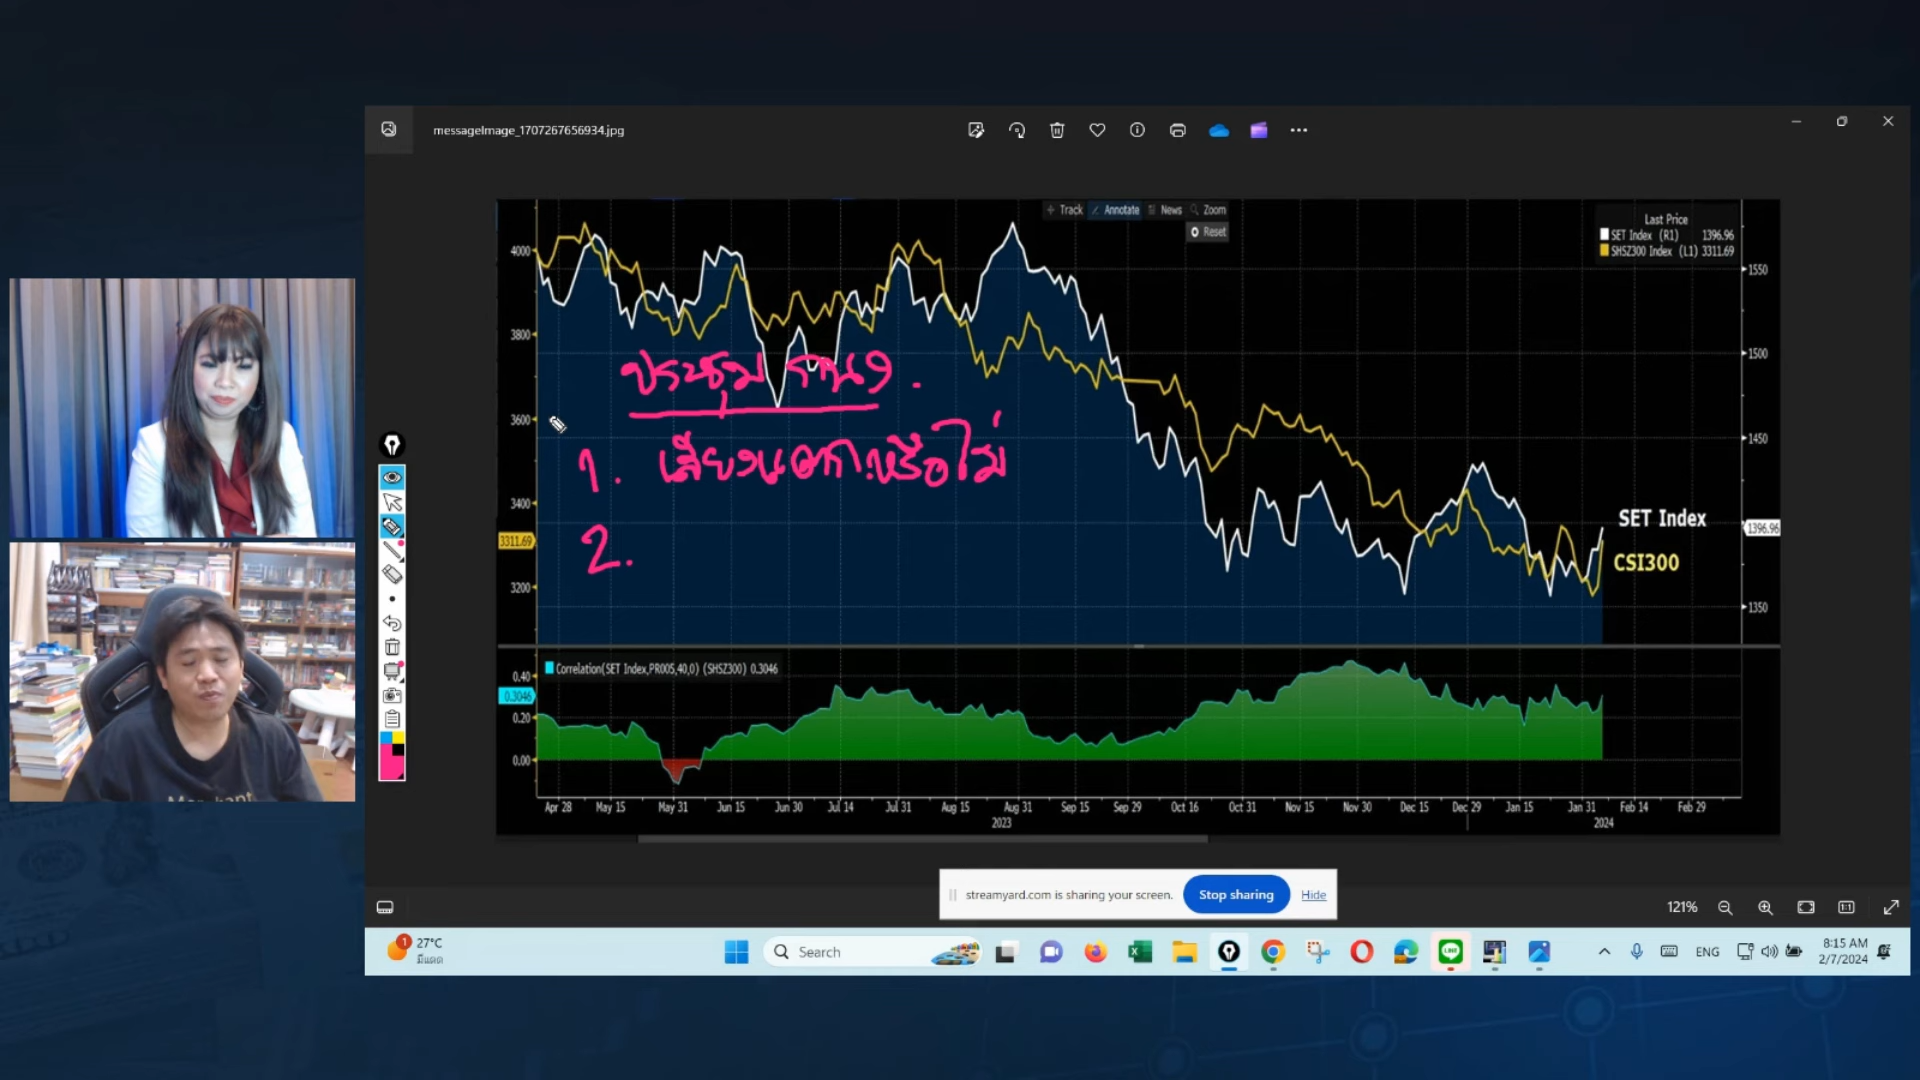 messageImage_1707267656934.jpg
Track Annotate News Zoom
Reset
Last Price
SET Index (R1) 1396.96
SHSZ300 Index (L1) 3311.69
4000
3800
3600
3400
3311.69
3200
1550
1500
1450
1396.96
1350
ประชุม
1. เสียง หรือไม่
2.
SET Index
CSI300
Correlation(SET Index,PR005,40,0) (SHSZ300) 0.3046
0.40
0.3046
0.20
0.00
Apr 28 May 15 May 31 Jun 15 Jun 30 Jul 14 Jul 31 Aug 15 Aug 31 Sep 15 Sep 29 Oct 16 Oct 31 Nov 15 Nov 30 Dec 15 Dec 29 Jan 15 Jan 31 Feb 14 Feb 29
2023 2024
streamyard.com is sharing your screen. Stop sharing Hide
121%
1 27°C
มีแดด
Search
LINE
ENG
8:15 AM
2/7/2024